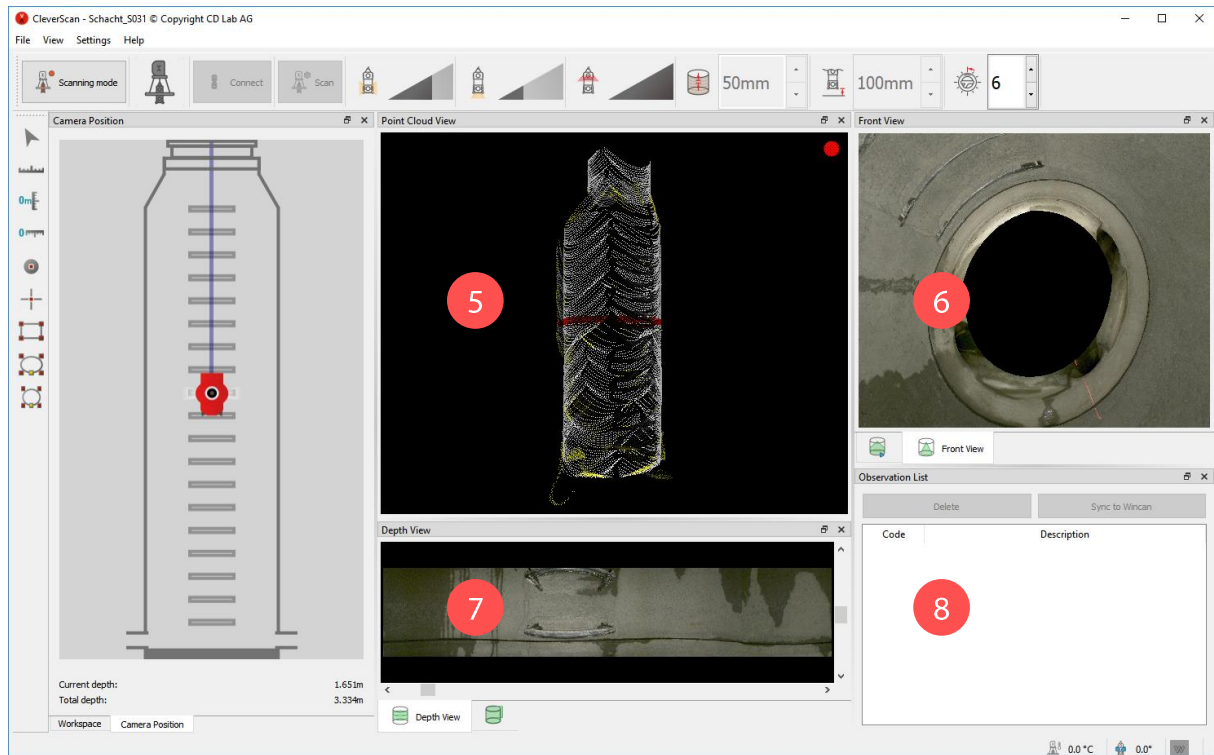 CleverScan - Schacht_S031 © Copyright CD Lab AG
File View Settings Help
Scanning mode
Connect
Scan
50mm
100mm
6
Camera Position
Point Cloud View
Front View
0m
0
5
6
Front View
Observation List
Delete
Sync to Wincan
Code
Description
Depth View
7
8
Current depth: 1.651m
Total depth: 3.334m
Workspace
Camera Position
Depth View
0.0 °C
0.0°
W